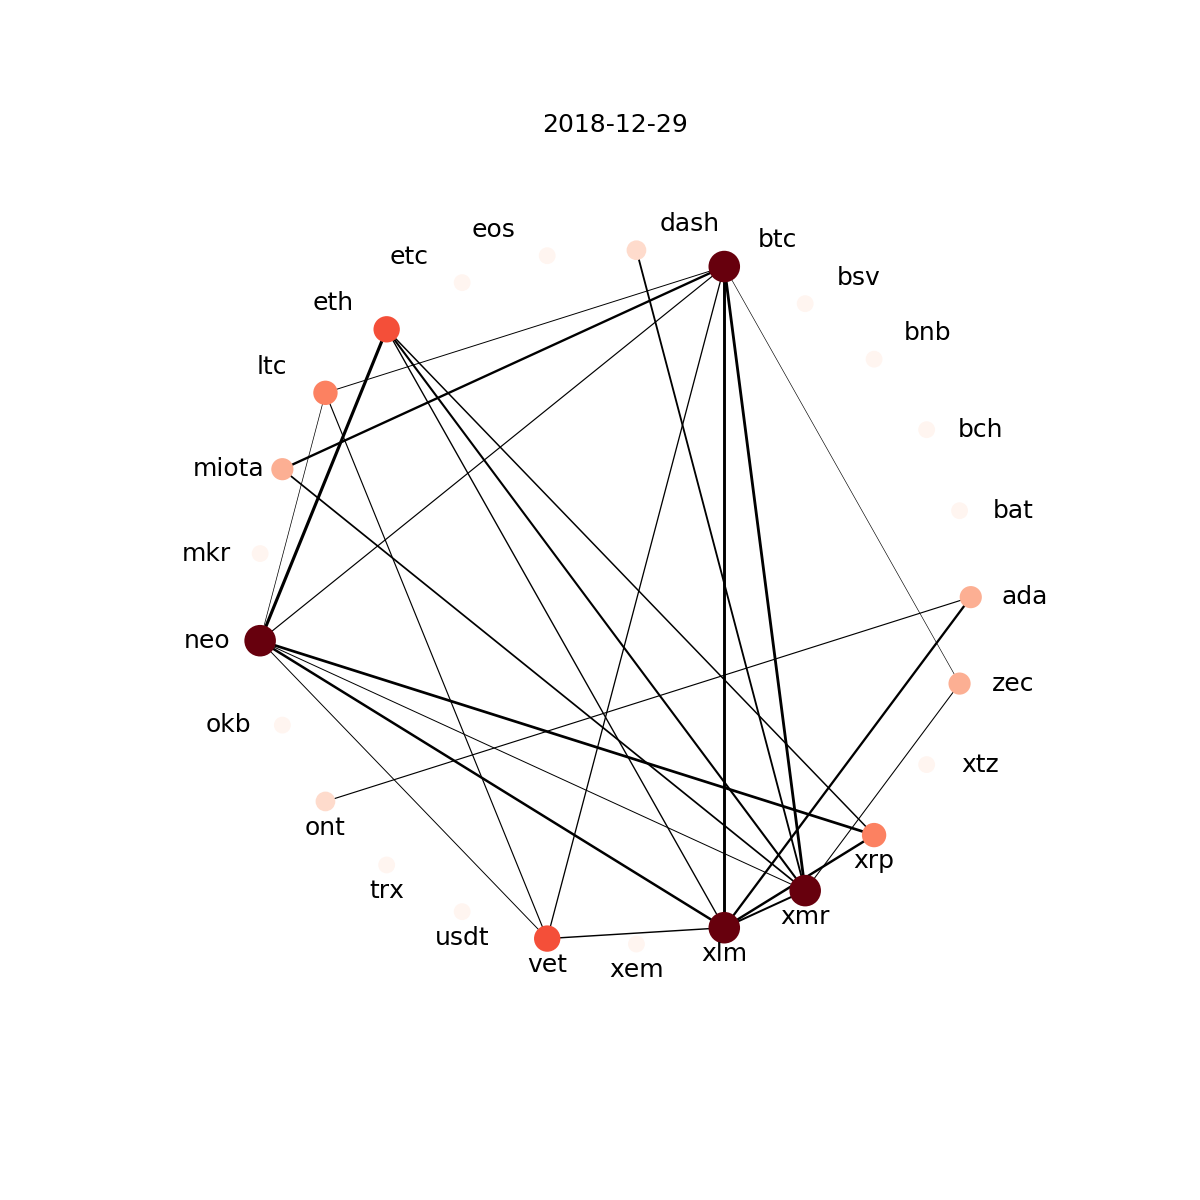 2018-12-29
dash
eos
btc
etc
bsv
eth
bnb
ltc
bch
miota
bat
mkr
ada
neo
zec
okb
xtz
ont
xrp
trx
xmr
usdt
xlm
vet
xem